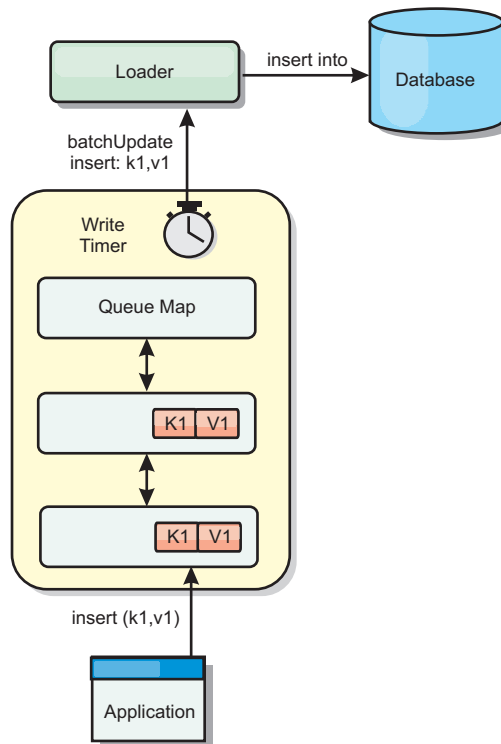 Loader
insert into
Database
batchUpdate
insert: k1,v1
Write
Timer
Queue Map
K1 V1
K1 V1
insert (k1,v1)
Application